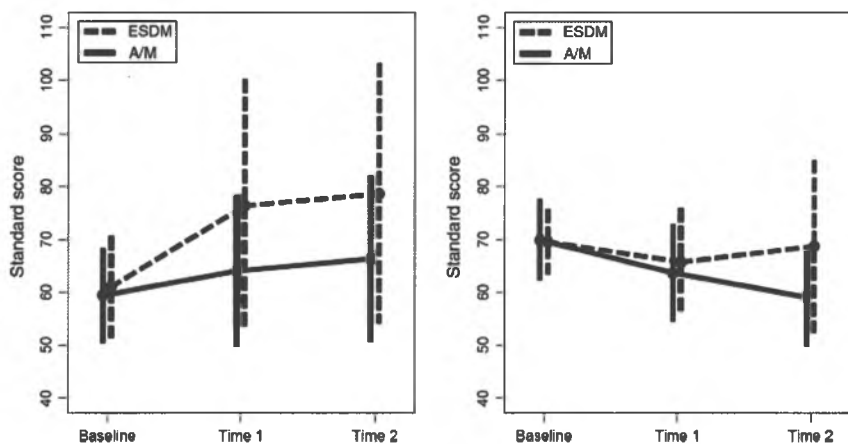 ESDM
A/M
Standard score
110
100
90
80
70
60
50
40
Baseline
Time 1
Time 2
ESDM
A/M
Standard score
110
100
90
80
70
60
50
40
Baseline
Time 1
Time 2